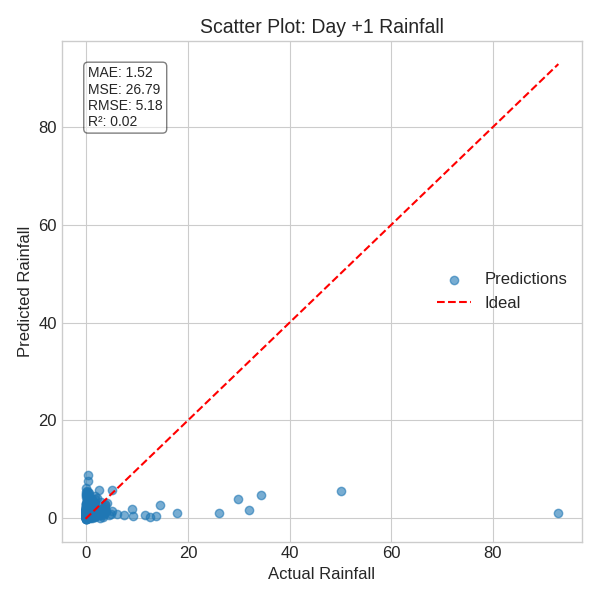 Scatter Plot: Day +1 Rainfall
MAE: 1.52
MSE: 26.79
RMSE: 5.18
R²: 0.02
80
60
40
20
0
Predicted Rainfall
Predictions
Ideal
0 20 40 60 80
Actual Rainfall